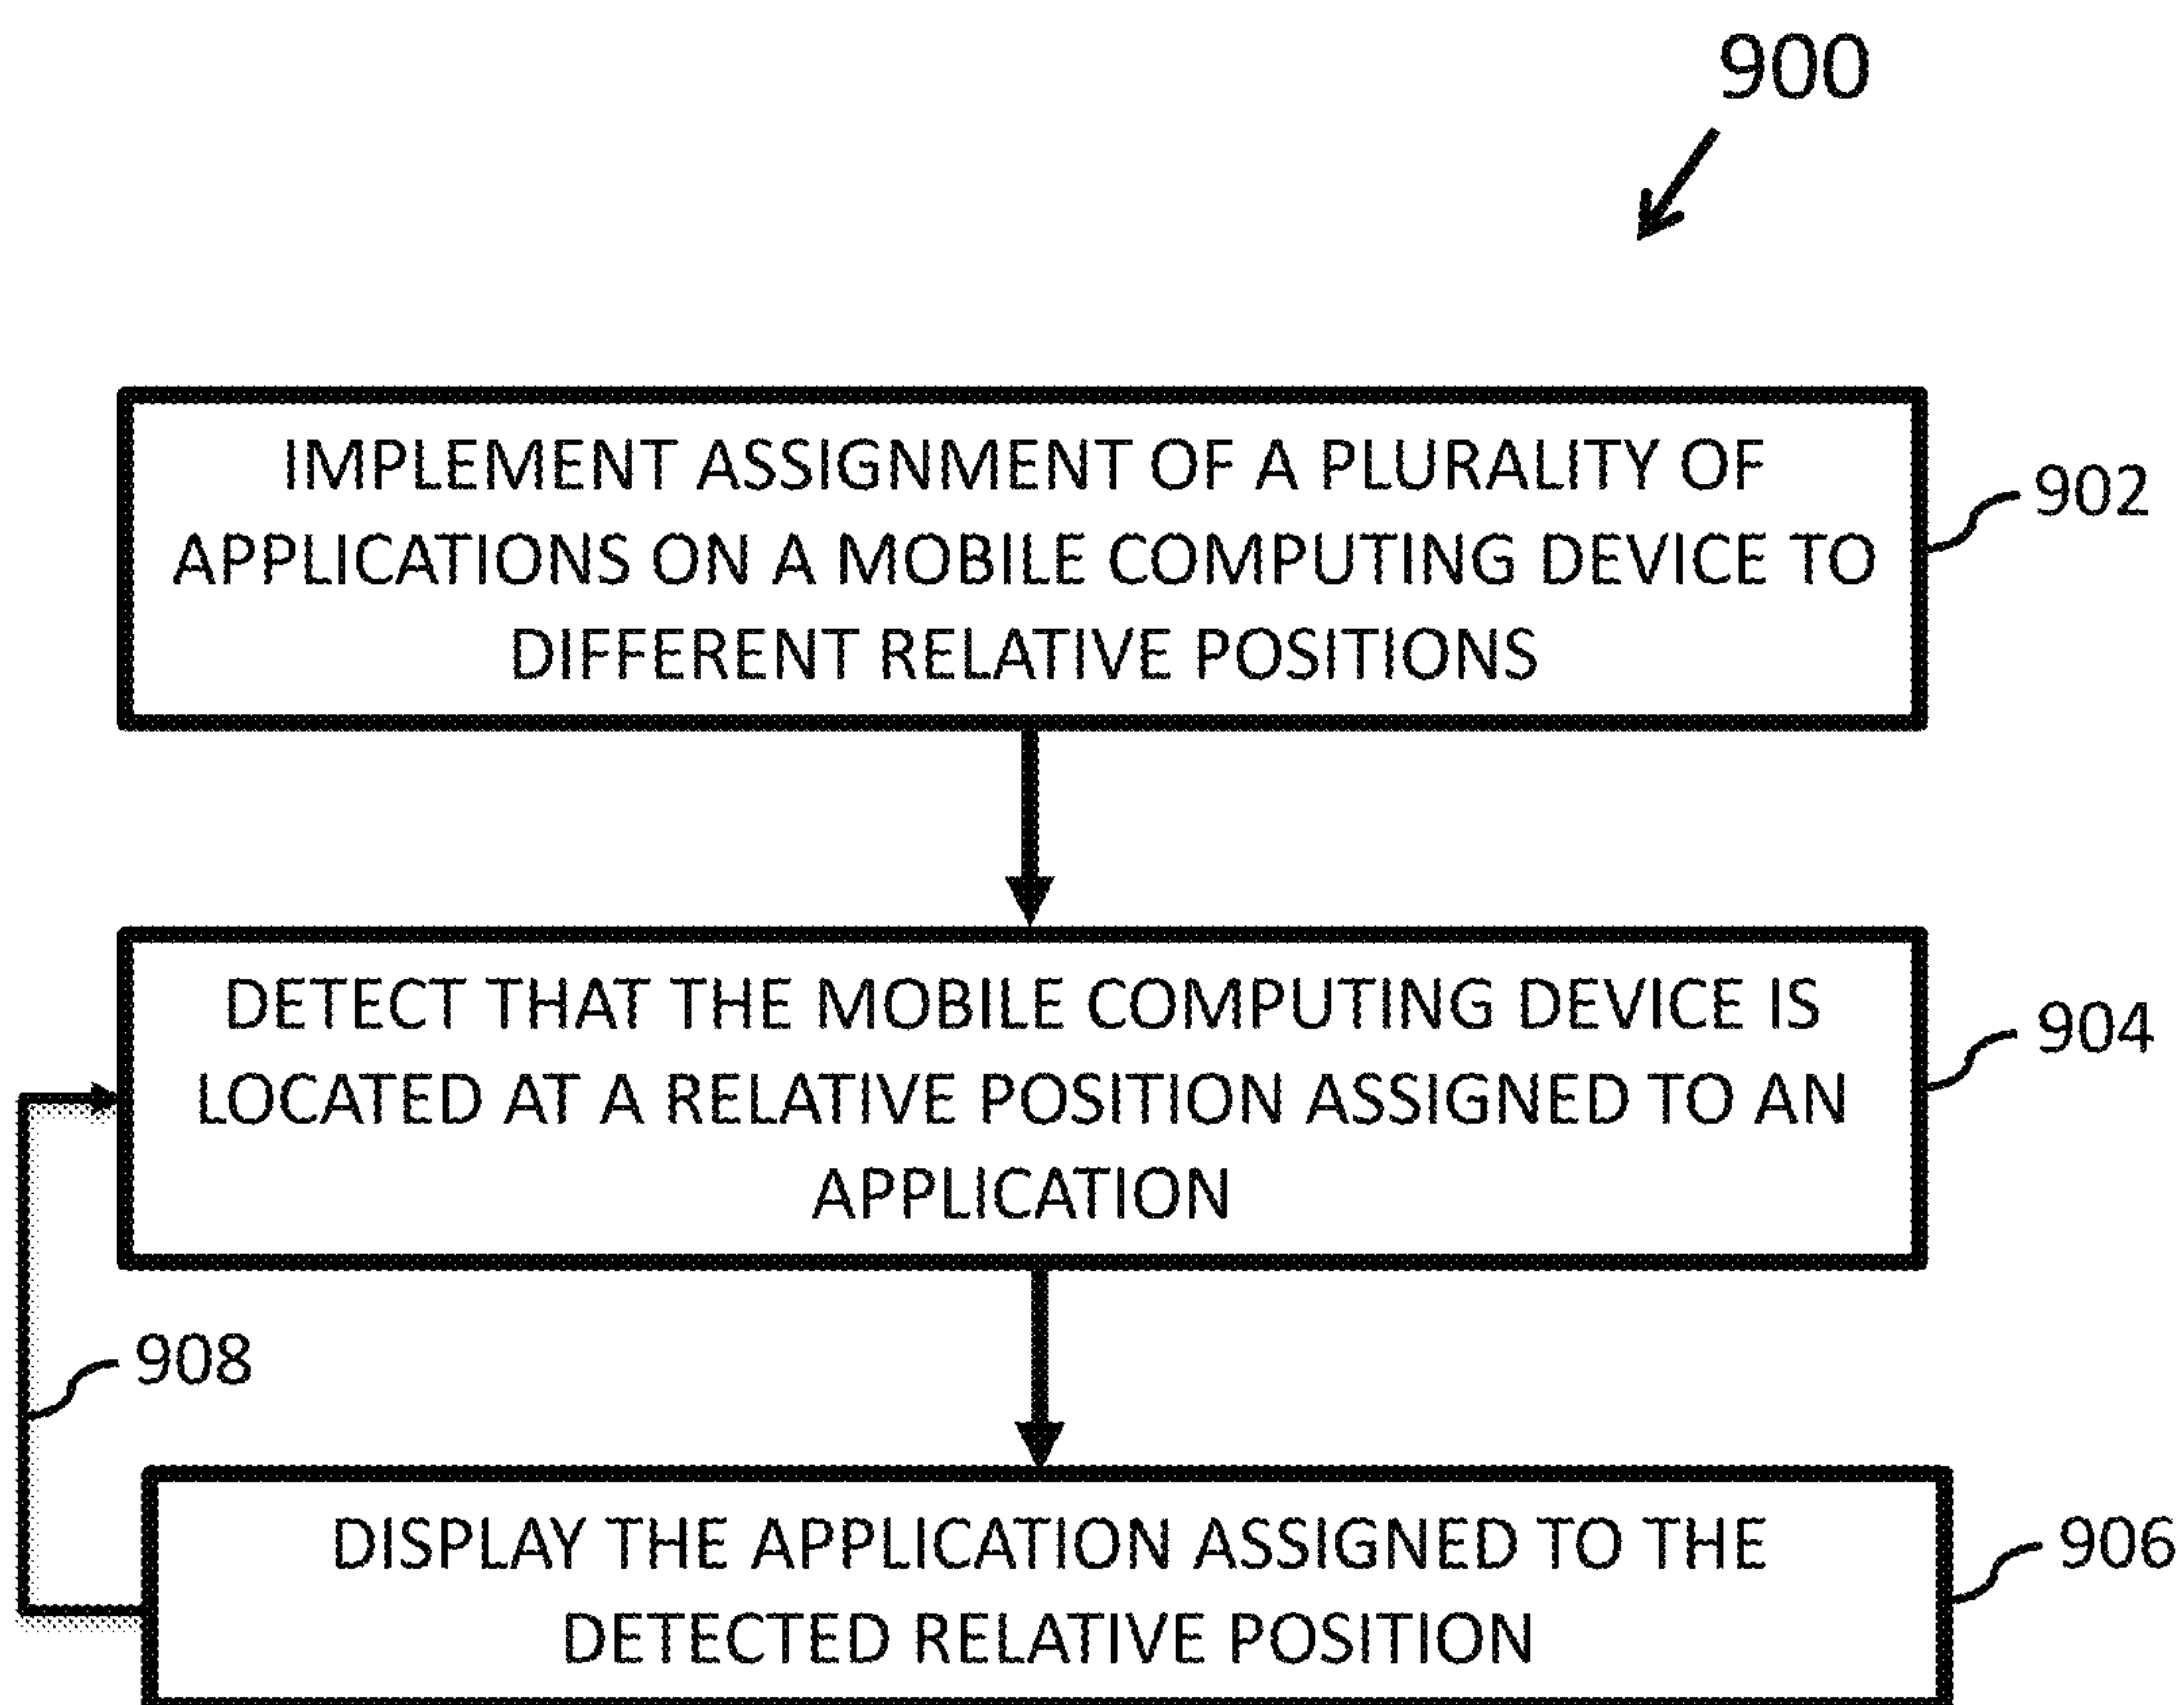 900
IMPLEMENT ASSIGNMENT OF A PLURALITY OF
APPLICATIONS ON A MOBILE COMPUTING DEVICE TO
DIFFERENT RELATIVE POSITIONS
902
DETECT THAT THE MOBILE COMPUTING DEVICE IS
LOCATED AT A RELATIVE POSITION ASSIGNED TO AN
APPLICATION
904
908
DISPLAY THE APPLICATION ASSIGNED TO THE
DETECTED RELATIVE POSITION
906